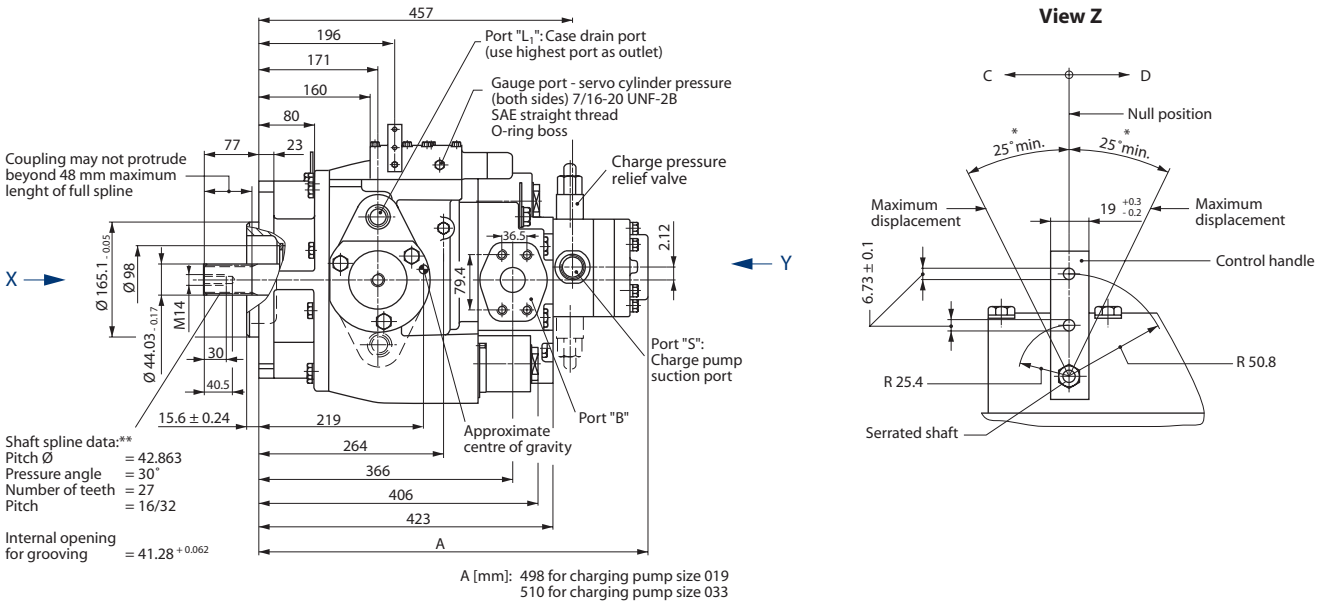 457
196
171
160
80
77
23
Port "L₁": Case drain port
(use highest port as outlet)
Gauge port - servo cylinder pressure
(both sides) 7/16-20 UNF-2B
SAE straight thread
O-ring boss
Charge pressure
relief valve
Coupling may not protrude
beyond 48 mm maximum
lenght of full spline
X
Y
Ø 165.1 - 0.05
Ø 98
M14
Ø 44.03 - 0.17
30
40.5
15.6 ± 0.24
36.5
79.4
2.12
Port "S":
Charge pump
suction port
Port "B"
Approximate
centre of gravity
219
264
366
406
423
A
Shaft spline data:**
Pitch Ø = 42.863
Pressure angle = 30˚
Number of teeth = 27
Pitch = 16/32
Internal opening
for grooving = 41.28 + 0.062
A [mm]: 498 for charging pump size 019
510 for charging pump size 033
View Z
C
D
Null position
*
25˚min.
*
25˚min.
Maximum
displacement
19 +0.3 - 0.2
Maximum
displacement
Control handle
6.73 ± 0.1
R 25.4
R 50.8
Serrated shaft